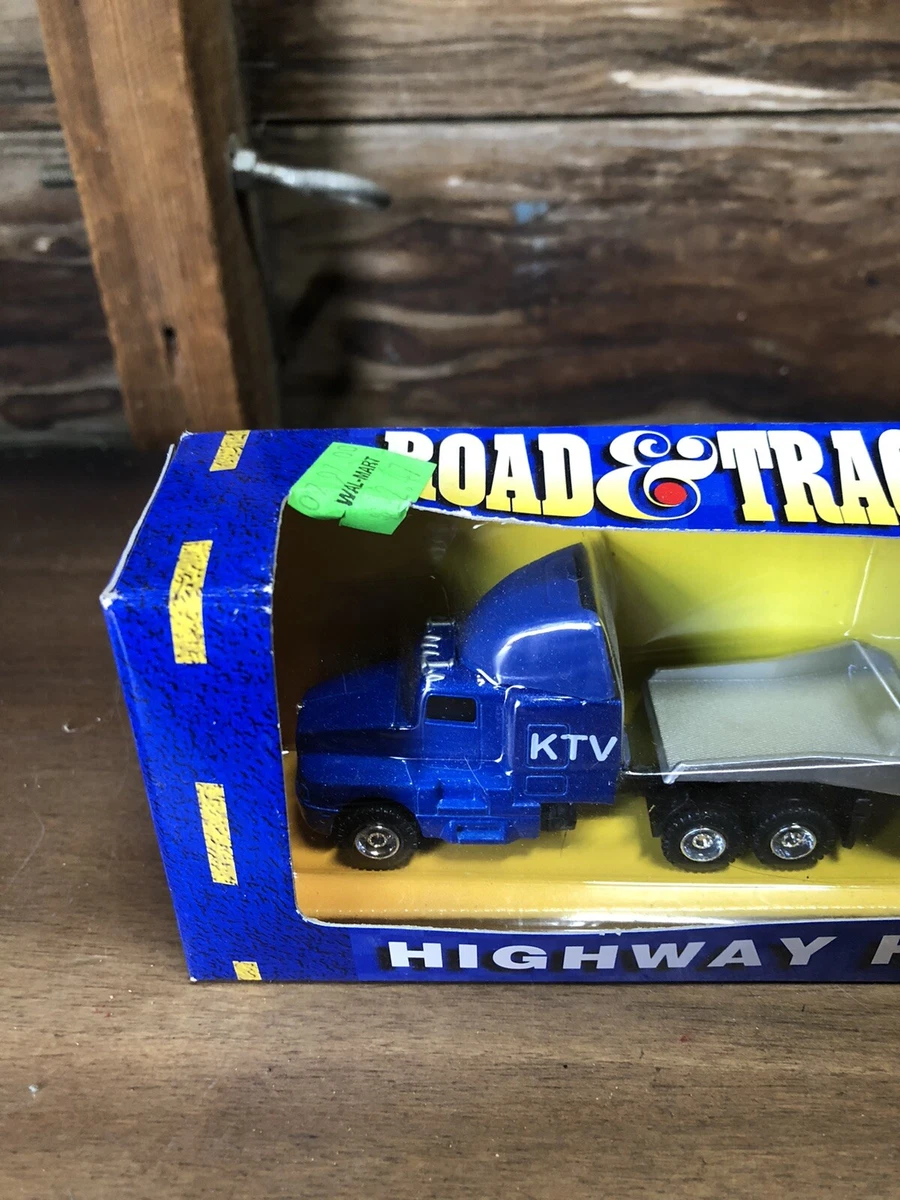 ROAD & TRAC
WAL-MART
KTV
HIGHWAY